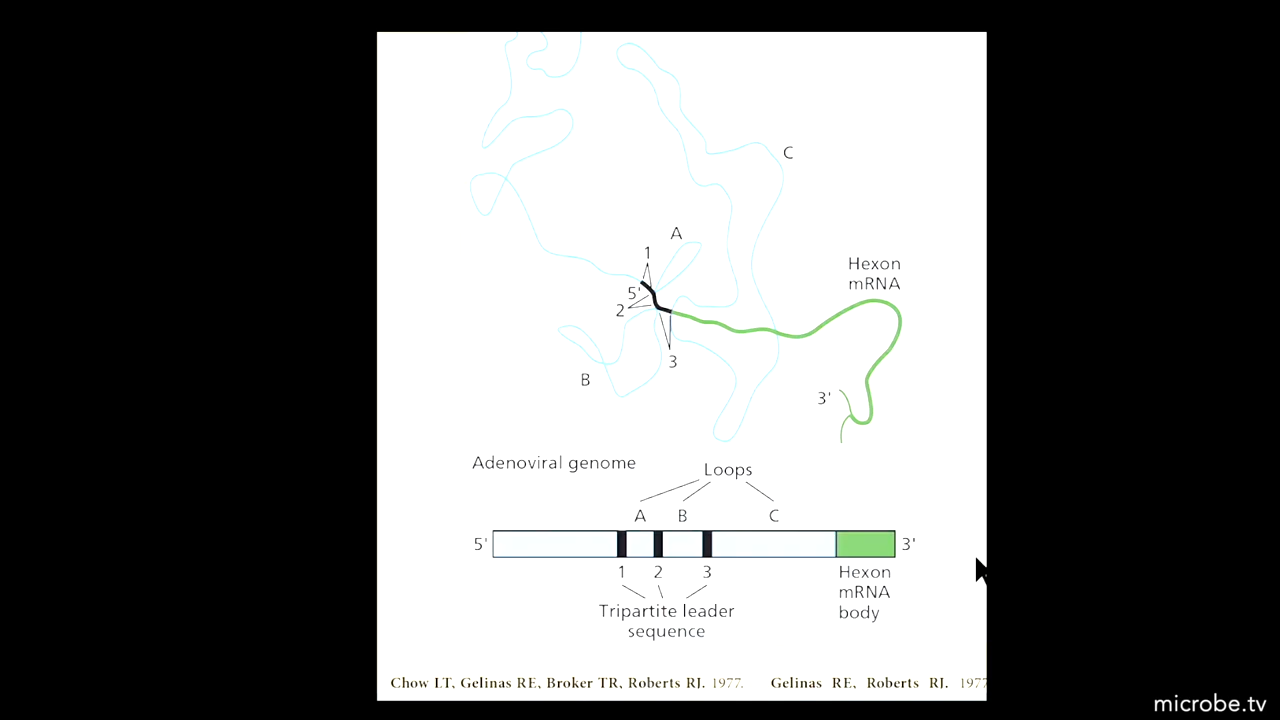 C
A
1
Hexon
mRNA
5'
2
3
B
3'
Adenoviral genome
Loops
A B C
5' 3'
1 2 3
Hexon
mRNA
body
Tripartite leader
sequence
Chow LT, Gelinas RE, Broker TR, Roberts RJ. 1977. Gelinas RE, Roberts RJ. 1977
microbe.tv